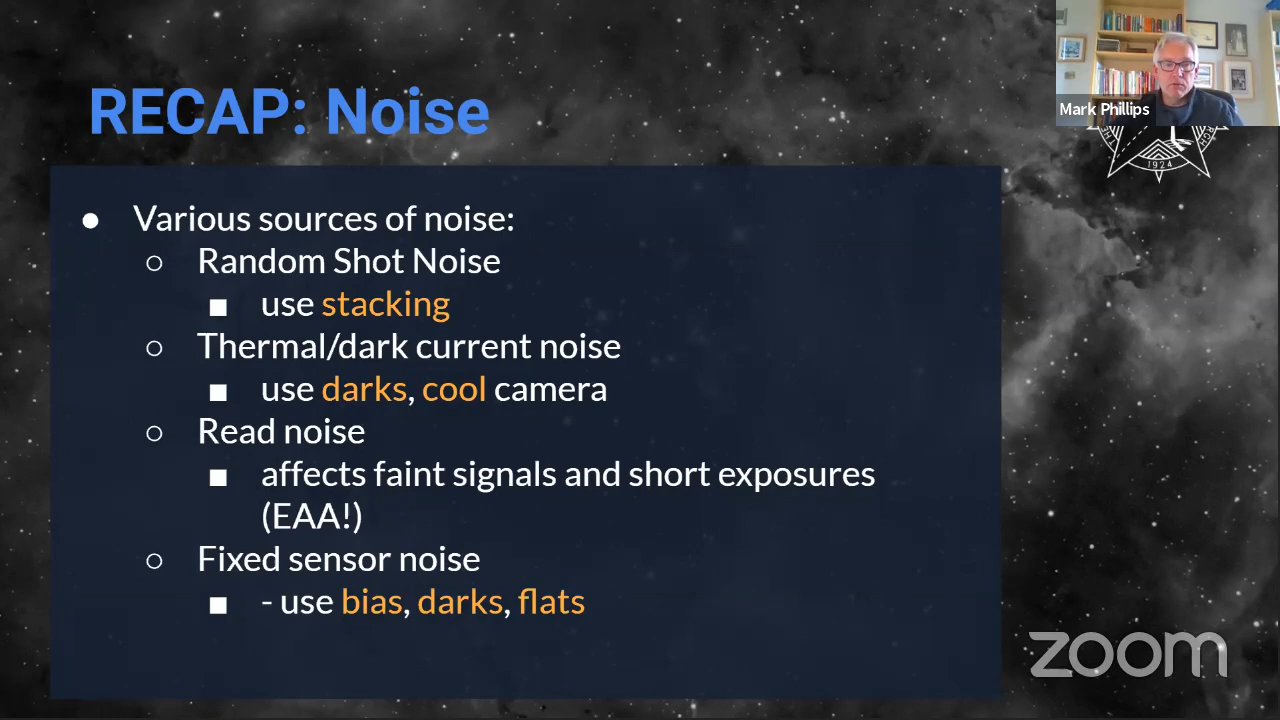 Mark Phillips
RECAP: Noise
1924
● Various sources of noise:
○ Random Shot Noise
■ use stacking
○ Thermal/dark current noise
■ use darks, cool camera
○ Read noise
■ affects faint signals and short exposures
(EAA!)
○ Fixed sensor noise
■ - use bias, darks, flats
zoom